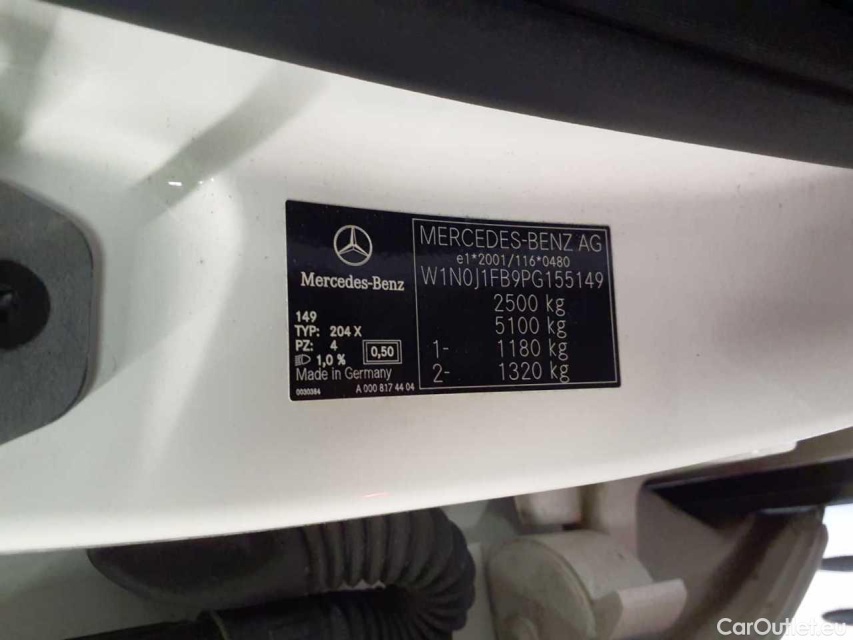 Mercedes-Benz
149
TYP: 204 X
PZ: 4
1,0 %
0,50
Made in Germany
0030384
A 000 817 44 04
MERCEDES-BENZ AG
e1*2001/116*0480
W1N0J1FB9PG155149
2500 kg
5100 kg
1- 1180 kg
2- 1320 kg
CarOutlet.eu